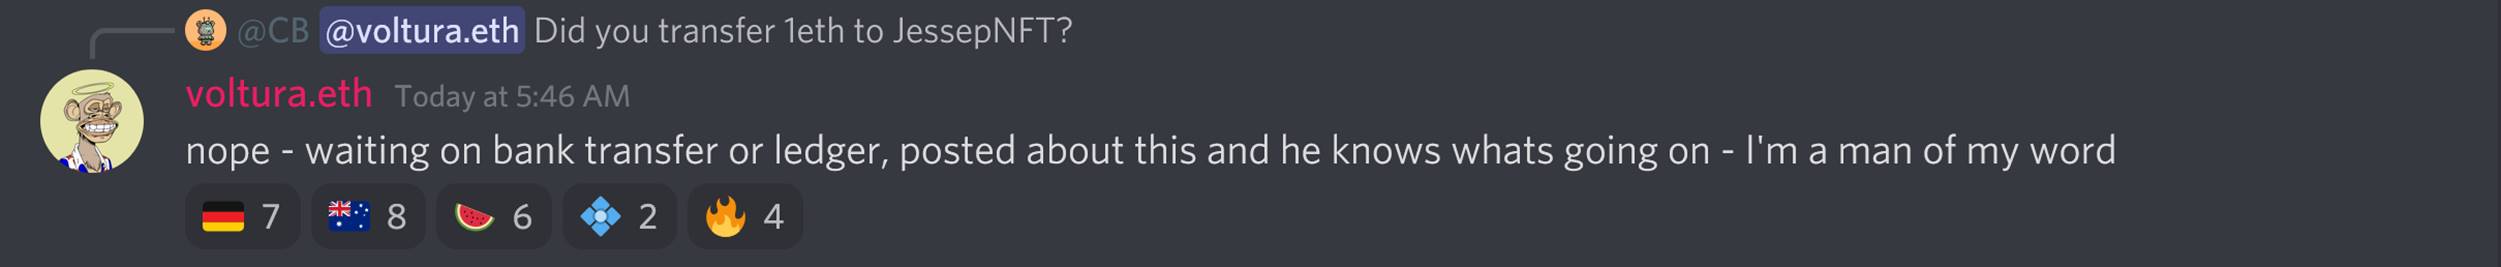 @CB @voltura.eth Did you transfer 1eth to JessepNFT?
voltura.eth Today at 5:46 AM
nope - waiting on bank transfer or ledger, posted about this and he knows whats going on - I'm a man of my word
7 8 6 2 4